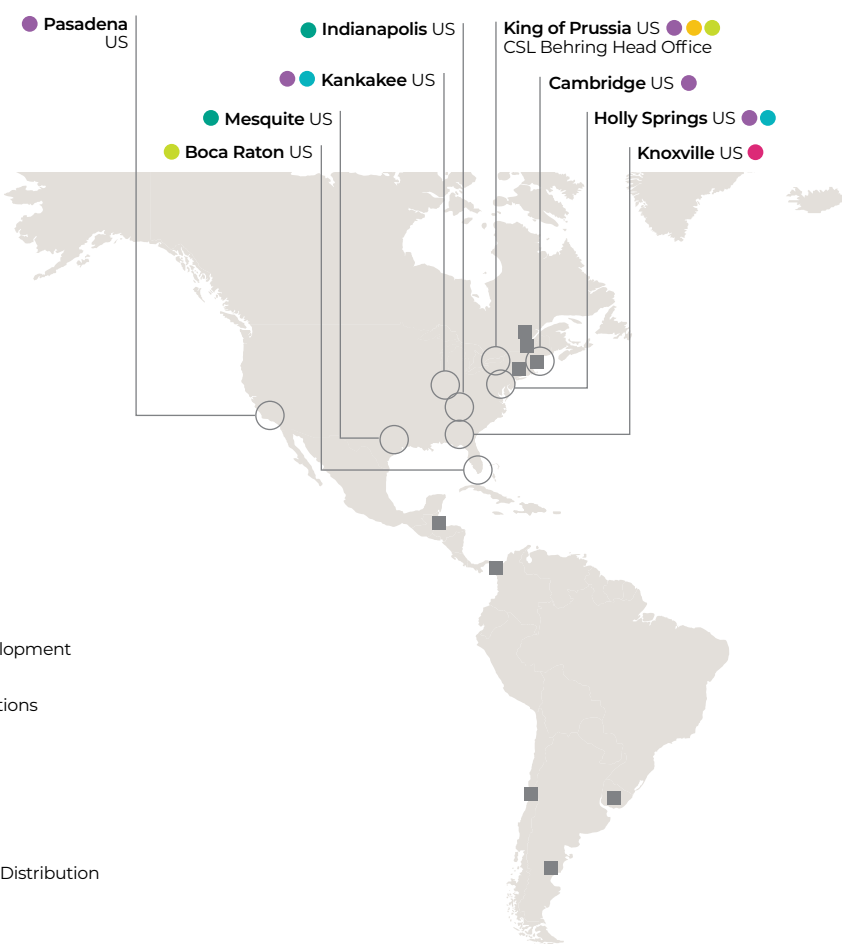 Pasadena
US
Indianapolis US
King of Prussia US
CSL Behring Head Office
Kankakee US
Cambridge US
Mesquite US
Holly Springs US
Boca Raton US
Knoxville US
lopment
tions
Distribution